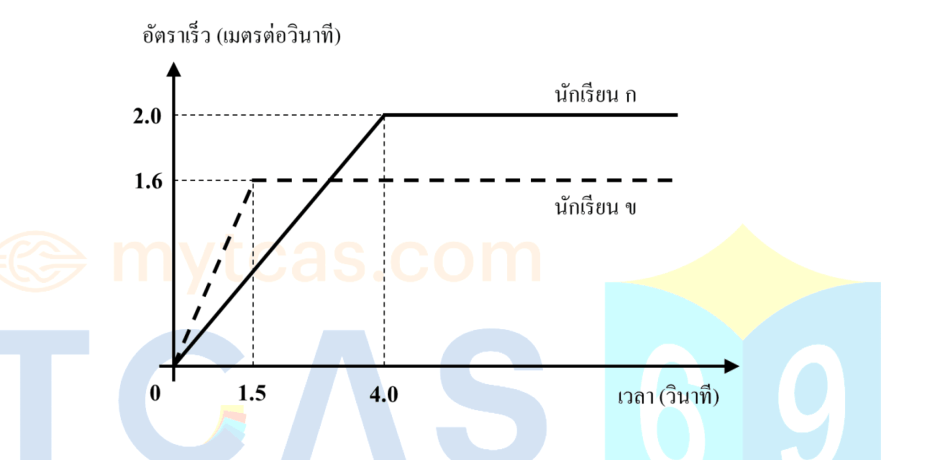 อัตราเร็ว (เมตรต่อวินาที)
นักเรียน ก
2.0
1.6
นักเรียน ข
mytcas.com
0 1.5 4.0 เวลา (วินาที)
TCAS 69